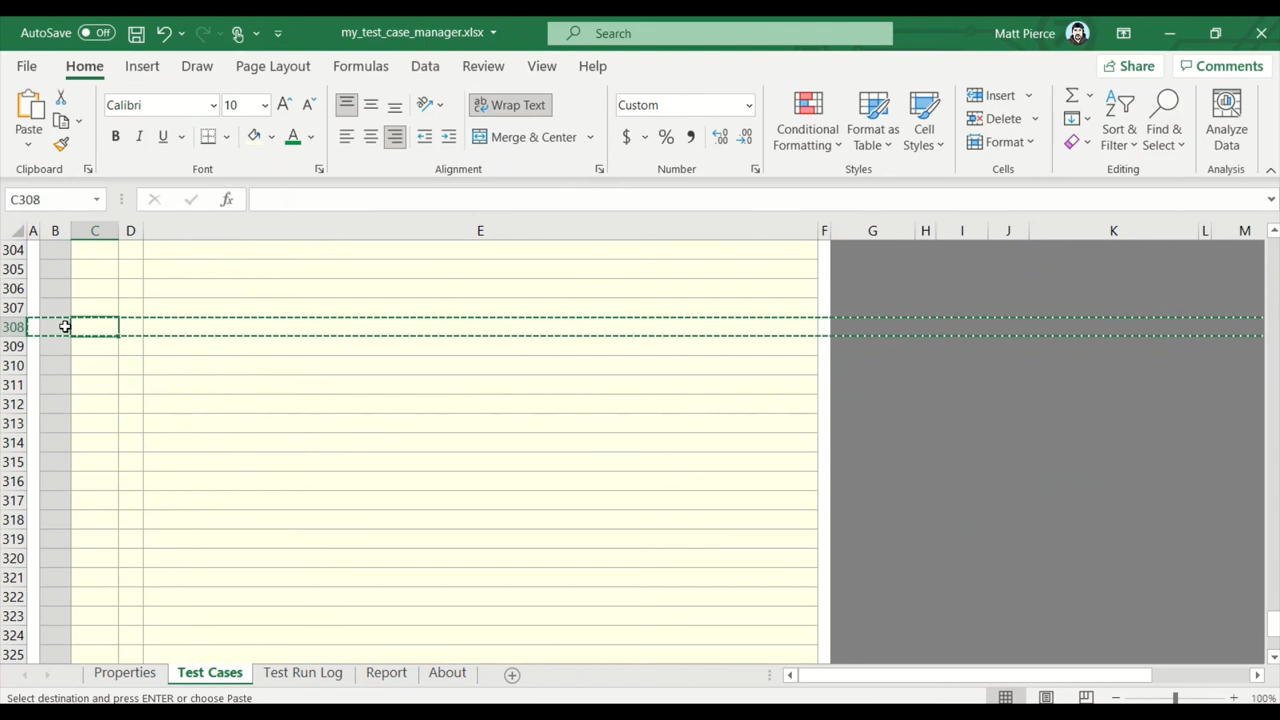 AutoSave Off my_test_case_manager.xlsx Search Matt Pierce
File Home Insert Draw Page Layout Formulas Data Review View Help Share Comments
Paste Calibri 10 A A ab Wrap Text Custom Conditional Formatting Format as Table Cell Styles Insert Delete Format Sort & Filter Find & Select Analyze Data
B I U A Merge & Center $ % 9
Clipboard Font Alignment Number Styles Cells Editing Analysis
C308 fx
A B C D E F G H I J K L M
304
305
306
307
308
309
310
311
312
313
314
315
316
317
318
319
320
321
322
323
324
325
Properties Test Cases Test Run Log Report About
Select destination and press ENTER or choose Paste 100%